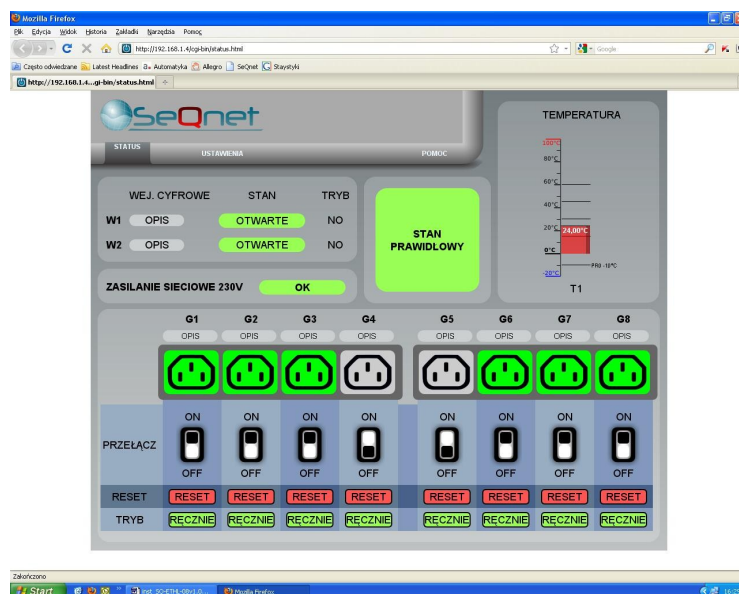 Mozilla Firefox
Plik Edycja Widok Historia Zakładki Narzędzia Pomoc
http://192.168.1.4/cgi-bin/status.html
Google
Często odwiedzane Latest Headlines Automatyka Allegro SeQnet Staystyki
http://192.168.1.4...gi-bin/status.html
SeQnet
STATUS USTAWIENIA POMOC
WEJ. CYFROWE STAN TRYB
W1 OPIS OTWARTE NO
W2 OPIS OTWARTE NO
ZASILANIE SIECIOWE 230V OK
STAN
PRAWIDLOWY
TEMPERATURA
100°C
80°C
60°C
40°C
20°C 24,00°C
0°C
PR0 -10°C
-20°C
T1
G1 G2 G3 G4 G5 G6 G7 G8
OPIS OPIS OPIS OPIS OPIS OPIS OPIS OPIS
ON ON ON ON ON ON ON ON
PRZEŁĄCZ
OFF OFF OFF OFF OFF OFF OFF OFF
RESET RESET RESET RESET RESET RESET RESET RESET RESET
TRYB RĘCZNIE RĘCZNIE RĘCZNIE RĘCZNIE RĘCZNIE RĘCZNIE RĘCZNIE RĘCZNIE
Zakończono
Start Mozilla Firefox